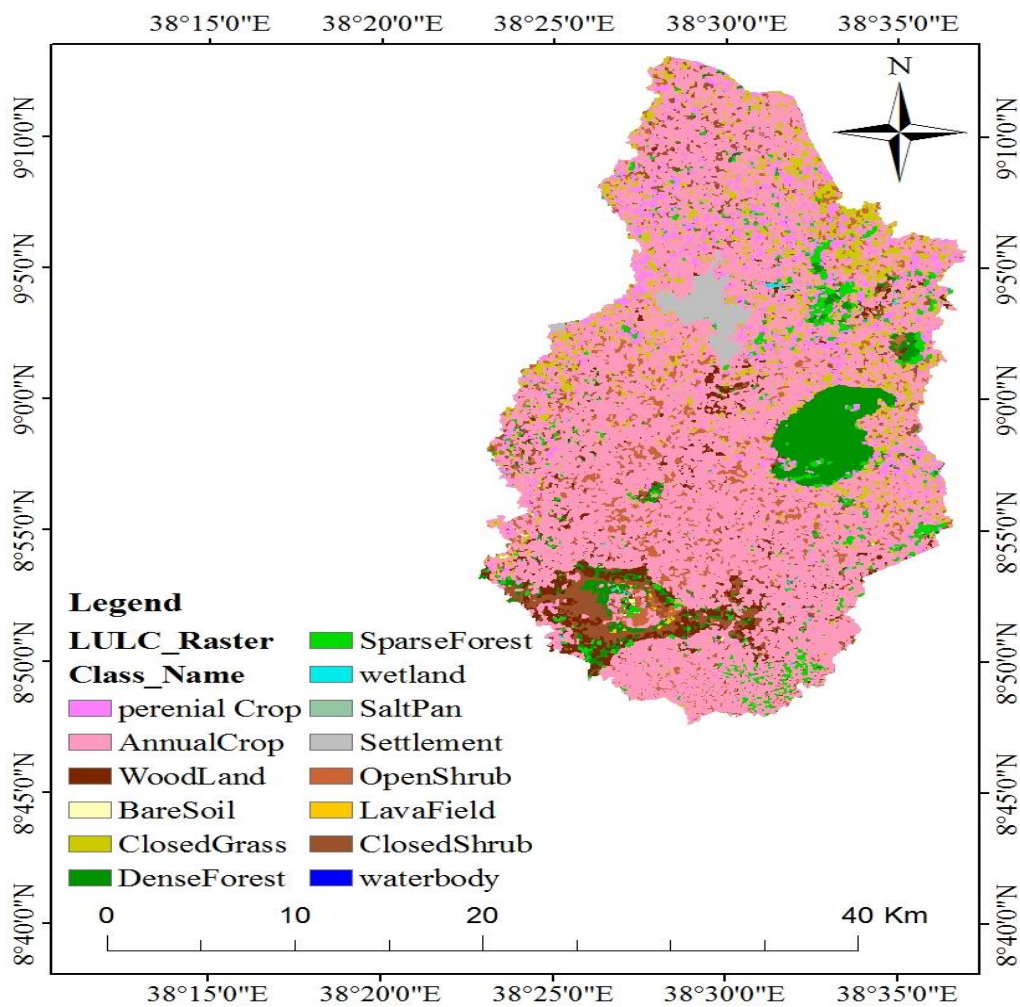 38°15'0"E 38°20'0"E 38°25'0"E 38°30'0"E 38°35'0"E
N
9°10'0"N 9°10'0"N
9°5'0"N 9°5'0"N
9°0'0"N 9°0'0"N
8°55'0"N 8°55'0"N
8°50'0"N 8°50'0"N
8°45'0"N 8°45'0"N
8°40'0"N 8°40'0"N
Legend
LULC_Raster
Class_Name
perenial Crop
AnnualCrop
WoodLand
BareSoil
ClosedGrass
DenseForest
SparseForest
wetland
SaltPan
Settlement
OpenShrub
LavaField
ClosedShrub
waterbody
0 10 20 40 Km
38°15'0"E 38°20'0"E 38°25'0"E 38°30'0"E 38°35'0"E